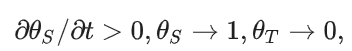 ∂θ_S/∂t > 0, θ_S → 1, θ_T → 0,